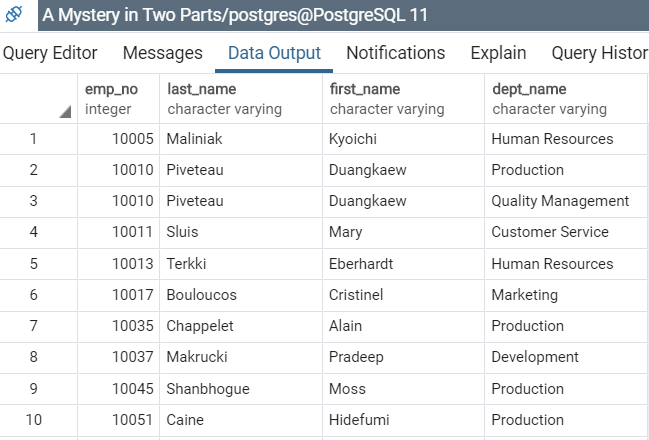 A Mystery in Two Parts/postgres@PostgreSQL 11
Query Editor Messages Data Output Notifications Explain Query Histor
emp_no last_name first_name dept_name
integer character varying character varying character varying
1 10005 Maliniak Kyoichi Human Resources
2 10010 Piveteau Duangkaew Production
3 10010 Piveteau Duangkaew Quality Management
4 10011 Sluis Mary Customer Service
5 10013 Terkki Eberhardt Human Resources
6 10017 Bouloucos Cristinel Marketing
7 10035 Chappelet Alain Production
8 10037 Makrucki Pradeep Development
9 10045 Shanbhogue Moss Production
10 10051 Caine Hidefumi Production